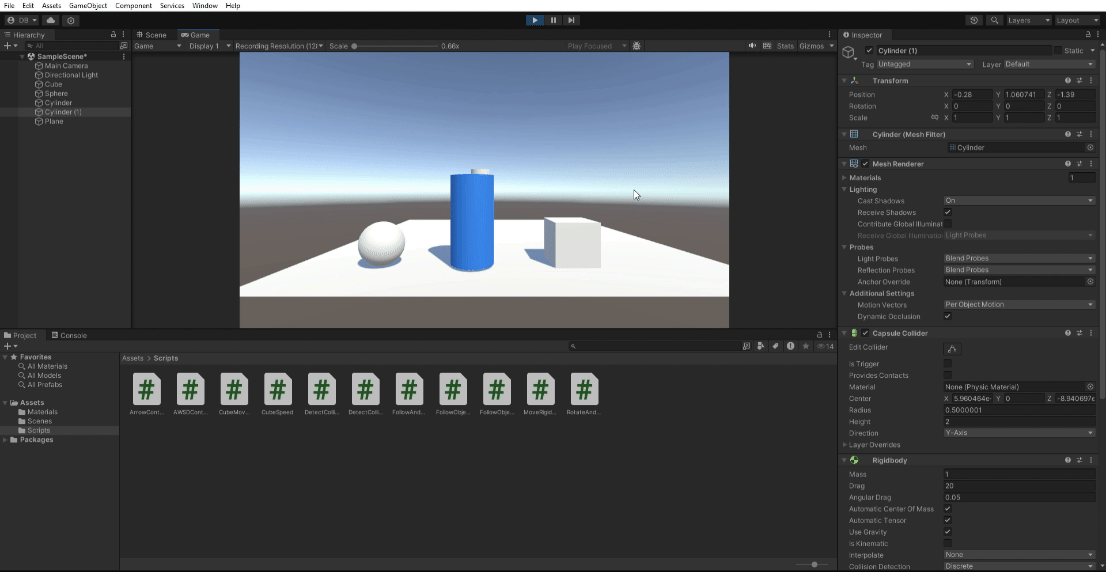 File Edit Assets GameObject Component Services Window Help
DB Layers Layout
Hierarchy
All
SampleScene*
Main Camera
Directional Light
Cube
Sphere
Cylinder
Cylinder (1)
Plane
Scene Game
Game Display 1 Recording Resolution (12( Scale 0.66x Play Focused Stats Gizmos
Inspector
Cylinder (1) Static
Tag Untagged Layer Default
Transform
Position X -0.28 Y 1.060741 Z -1.39
Rotation X 0 Y 0 Z 0
Scale X 1 Y 1 Z 1
Cylinder (Mesh Filter)
Mesh Cylinder
Mesh Renderer
Materials 1
Lighting
Cast Shadows On
Receive Shadows
Contribute Global Illuminat
Receive Global Illuminatio Light Probes
Probes
Light Probes Blend Probes
Reflection Probes Blend Probes
Anchor Override None (Transform)
Additional Settings
Motion Vectors Per Object Motion
Dynamic Occlusion
Capsule Collider
Edit Collider
Is Trigger
Provides Contacts
Material None (Physic Material)
Center X 5.960464e- Y 0 Z -8.940697e
Radius 0.5000001
Height 2
Direction Y-Axis
Layer Overrides
Rigidbody
Mass 1
Drag 20
Angular Drag 0.05
Automatic Center Of Mass
Automatic Tensor
Use Gravity
Is Kinematic
Interpolate None
Collision Detection Discrete
Project Console
14
Favorites
All Materials
All Models
All Prefabs
Assets
Materials
Scenes
Scripts
Packages
Assets > Scripts
ArrowCont... AWSDCont... CubeMov... CubeSpeed DetectColli... DetectColli... FollowAnd... FollowObje... FollowObje... MoveRigid... RotateAnd...